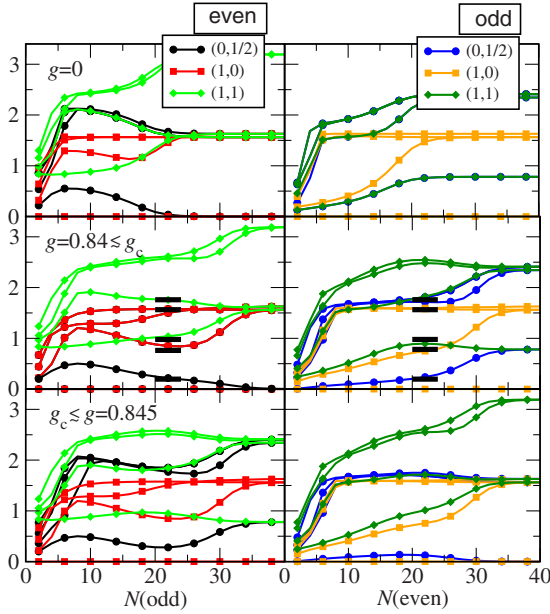 even
odd
(0,1/2)
(1,0)
(1,1)
(0,1/2)
(1,0)
(1,1)
g=0
3
2
1
0
g=0.84≲g_c
3
2
1
0
g_c≲g=0.845
3
2
1
0
0 10 20 30 0 10 20 30 40
N(odd) N(even)